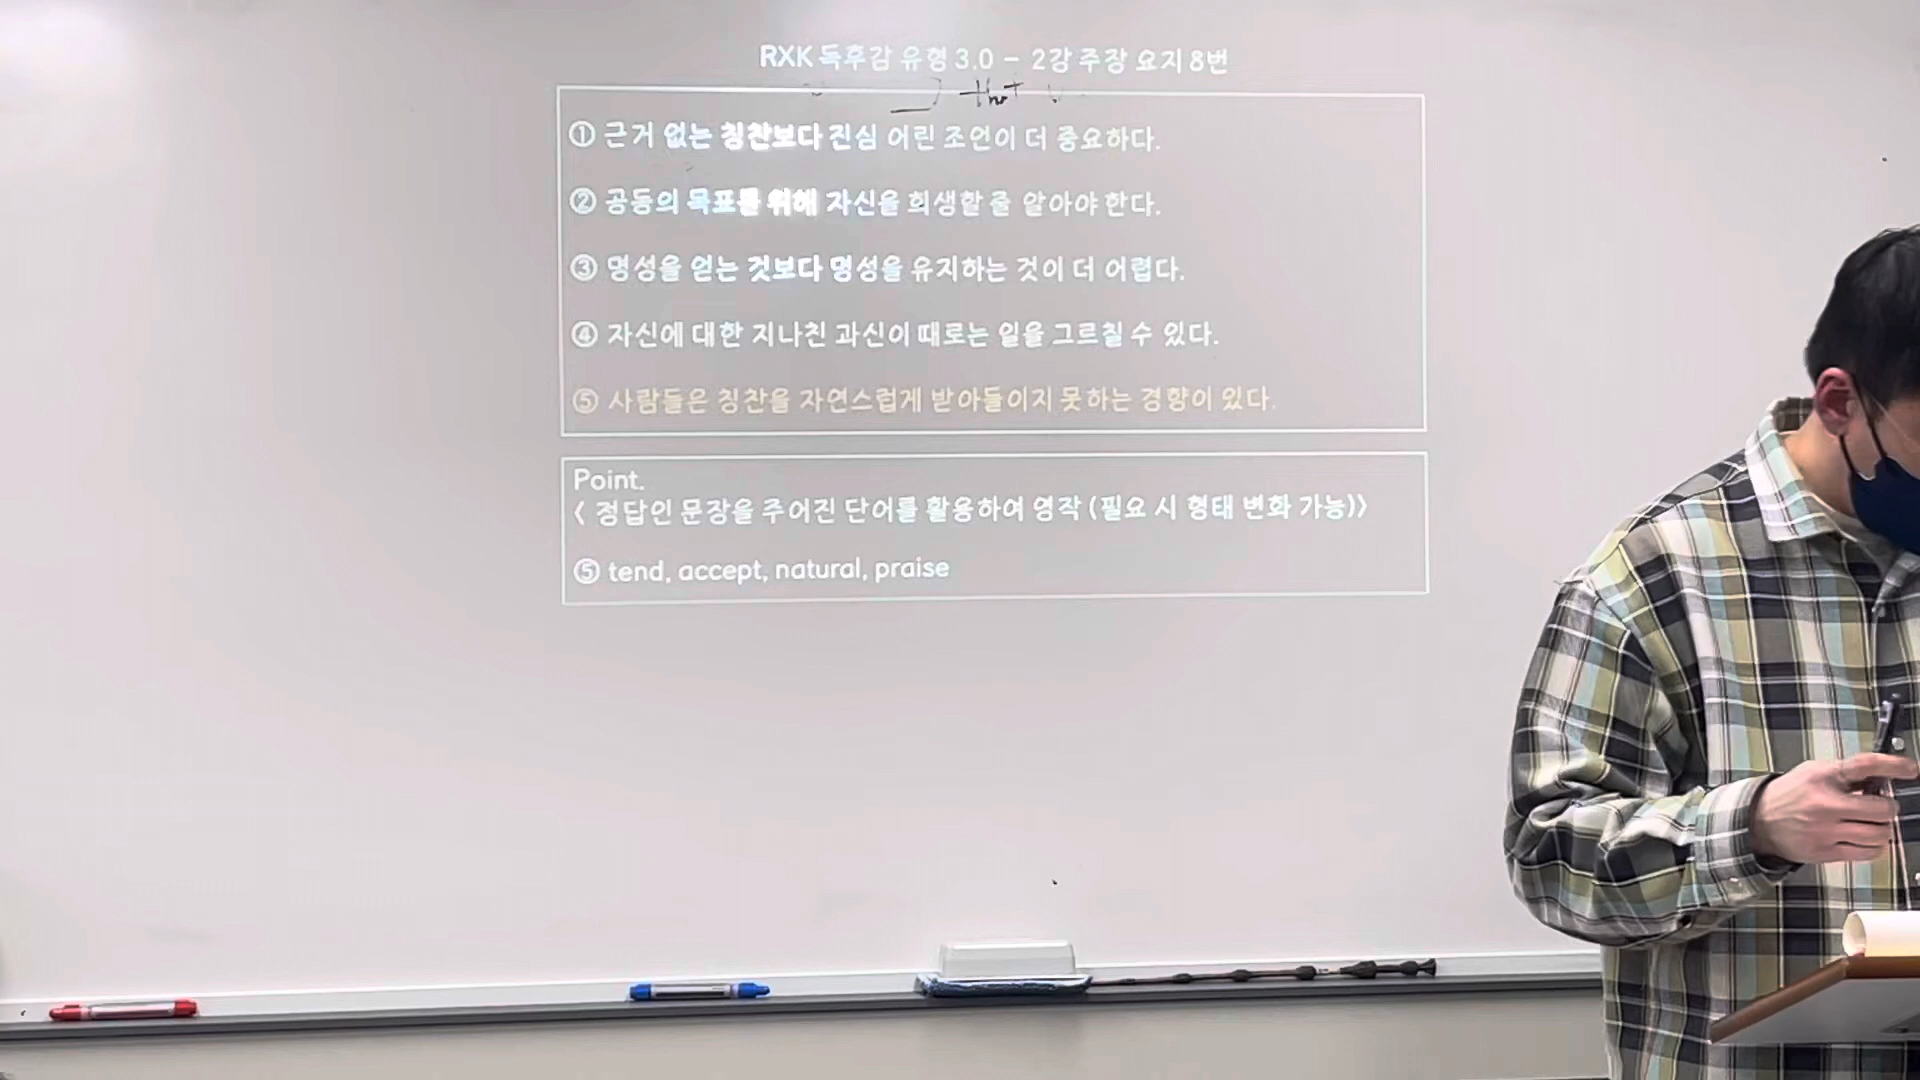 RXK 독후감 유형 3.0 - 2강 주장 요지 8번
that
① 근거 없는 칭찬보다 진심 어린 조언이 더 중요하다.
② 공동의 목표를 위해 자신을 희생할 줄 알아야 한다.
③ 명성을 얻는 것보다 명성을 유지하는 것이 더 어렵다.
④ 자신에 대한 지나친 과신이 때로는 일을 그르칠 수 있다.
⑤ 사람들은 칭찬을 자연스럽게 받아들이지 못하는 경향이 있다.
Point.
< 정답인 문장을 주어진 단어를 활용하여 영작 (필요 시 형태 변화 가능)>
⑤ tend, accept, natural, praise